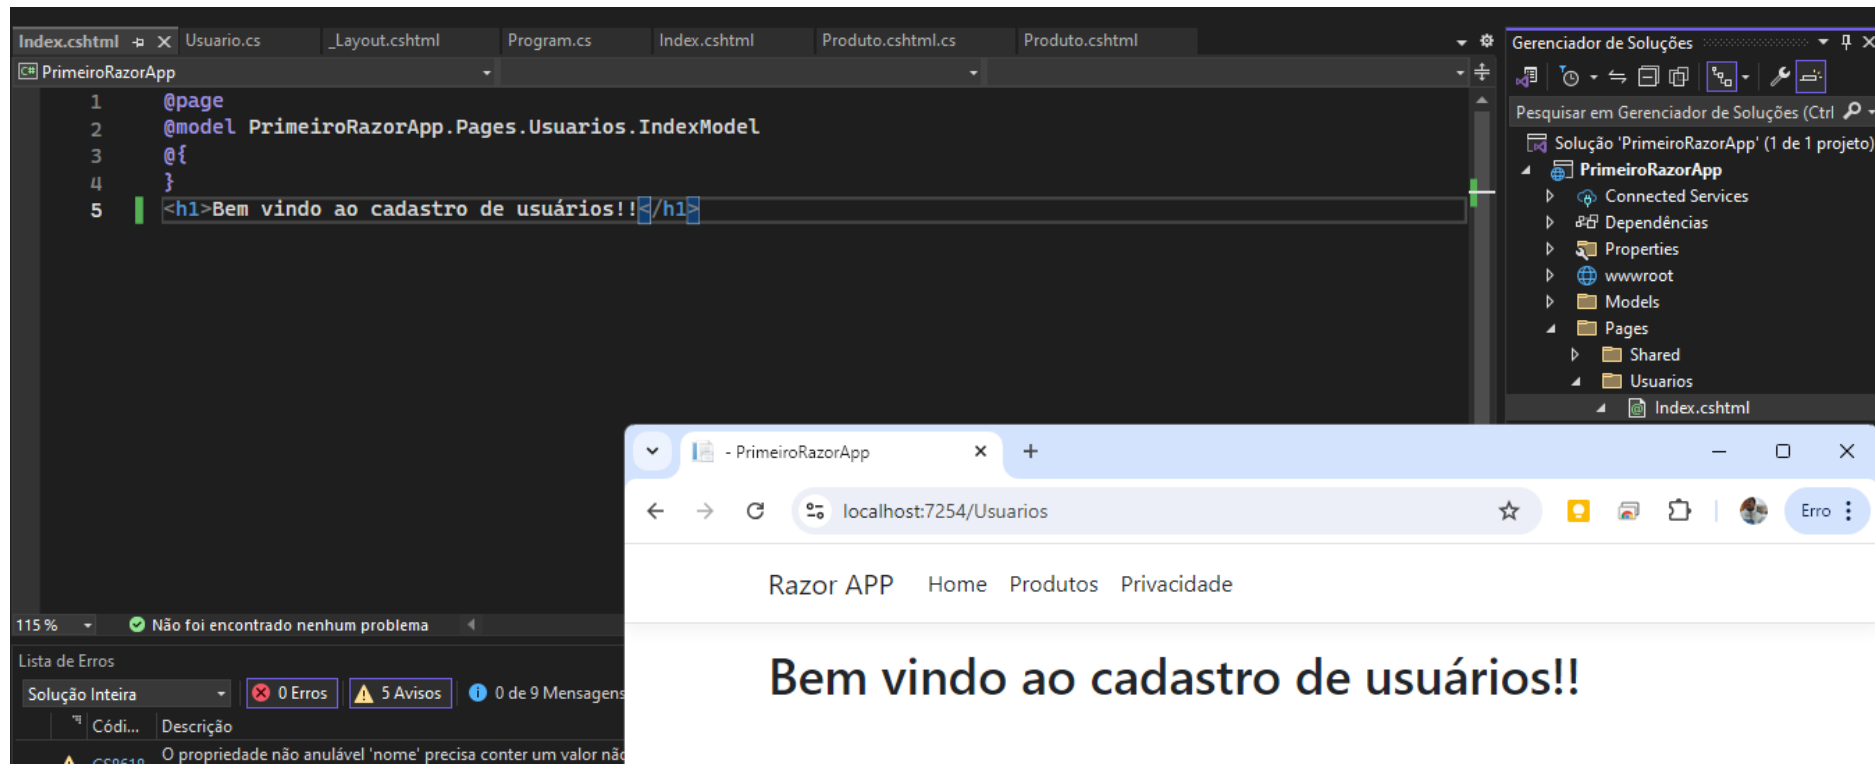 Index.cshtml Usuario.cs _Layout.cshtml Program.cs Index.cshtml Produto.cshtml.cs Produto.cshtml
PrimeiroRazorApp
1 @page
2 @model PrimeiroRazorApp.Pages.Usuarios.IndexModel
3 @{
4 }
5 <h1>Bem vindo ao cadastro de usuários!!</h1>
Gerenciador de Soluções
Pesquisar em Gerenciador de Soluções (Ctrl
Solução 'PrimeiroRazorApp' (1 de 1 projeto)
PrimeiroRazorApp
Connected Services
Dependências
Properties
wwwroot
Models
Pages
Shared
Usuarios
Index.cshtml
115 % Não foi encontrado nenhum problema
Lista de Erros
Solução Inteira 0 Erros 5 Avisos 0 de 9 Mensagens
Códi... Descrição
CS8618 O propriedade não anulável 'nome' precisa conter um valor não
- PrimeiroRazorApp
localhost:7254/Usuarios
Erro
Razor APP Home Produtos Privacidade
Bem vindo ao cadastro de usuários!!